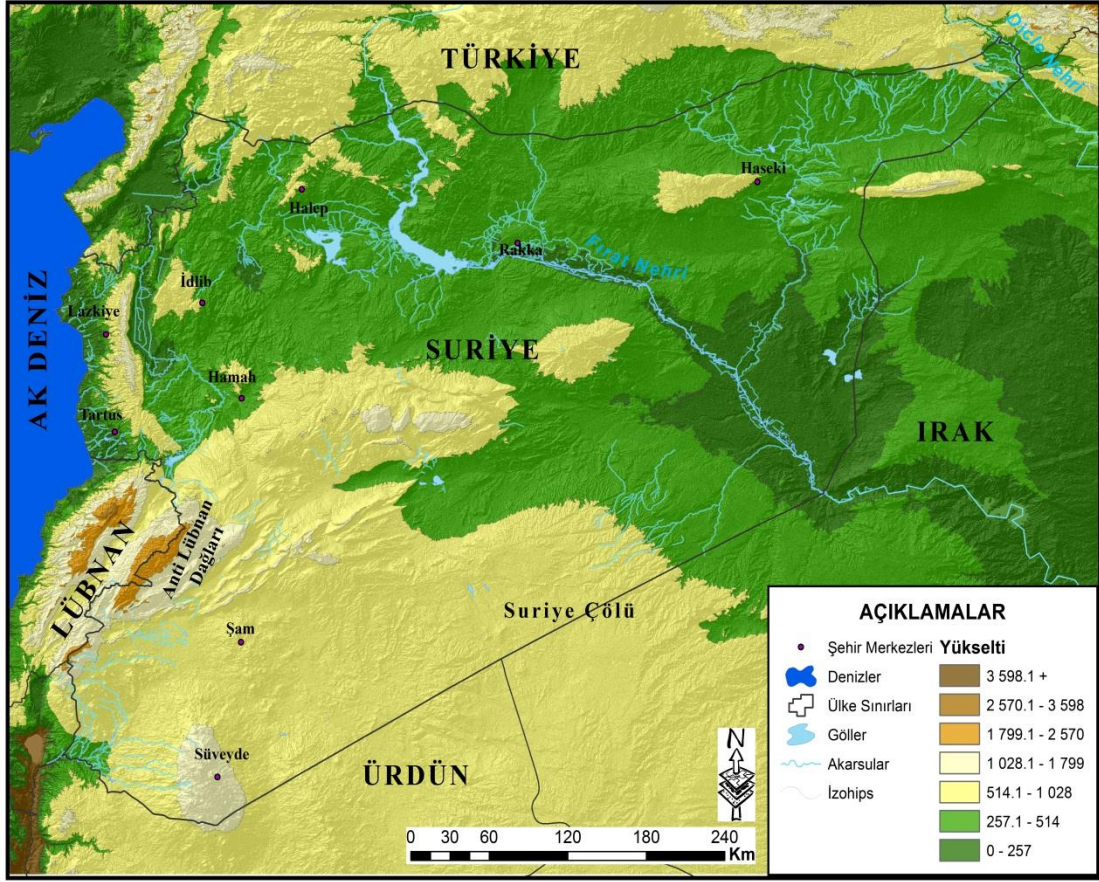 TÜRKİYE
Dicle Nehri
Haseki
Halep
Rakka
Fırat Nehri
AK DENİZ
İdlib
Lazkiye
SURİYE
Hamah
Tartus
IRAK
LÜBNAN
Anti Lübnan
Dağları
Suriye Çölü
Şam
Süveyde
ÜRDÜN
N
0 30 60 120 180 240
Km
AÇIKLAMALAR
Şehir Merkezleri
Denizler
Ülke Sınırları
Göller
Akarsular
İzohips
Yükselti
3 598.1 +
2 570.1 - 3 598
1 799.1 - 2 570
1 028.1 - 1 799
514.1 - 1 028
257.1 - 514
0 - 257